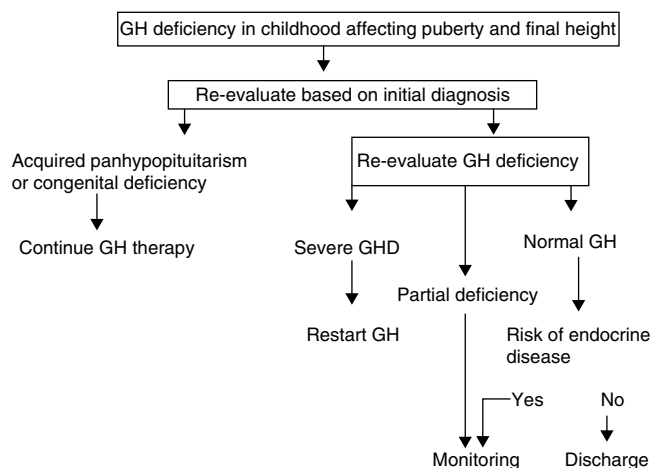 GH deficiency in childhood affecting puberty and final height
Re-evaluate based on initial diagnosis
Acquired panhypopituitarism
or congenital deficiency
Re-evaluate GH deficiency
Continue GH therapy
Severe GHD
Normal GH
Partial deficiency
Restart GH
Risk of endocrine
disease
Yes
No
Monitoring
Discharge